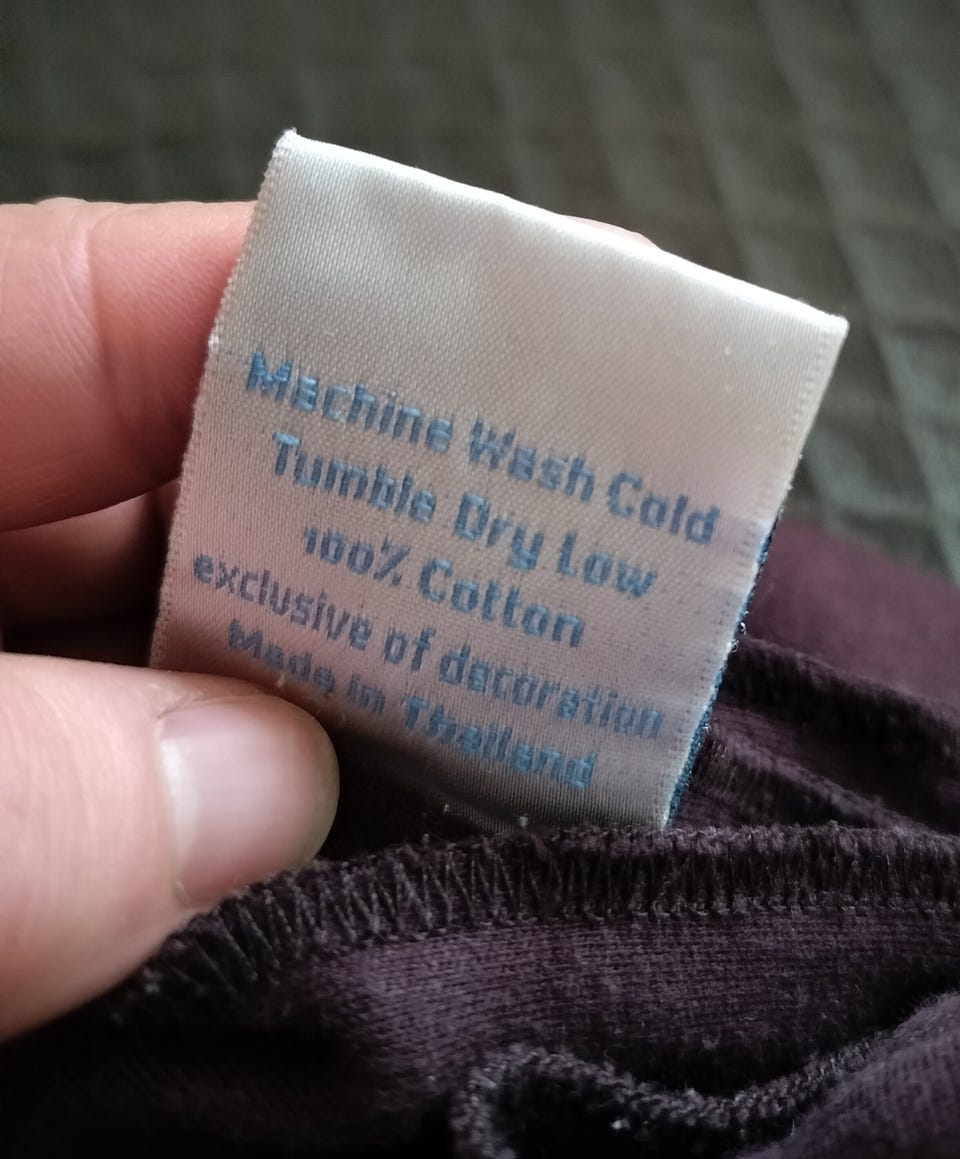 Machine Wash Cold
Tumble Dry Low
100% Cotton
exclusive of decoration
Made in Thailand